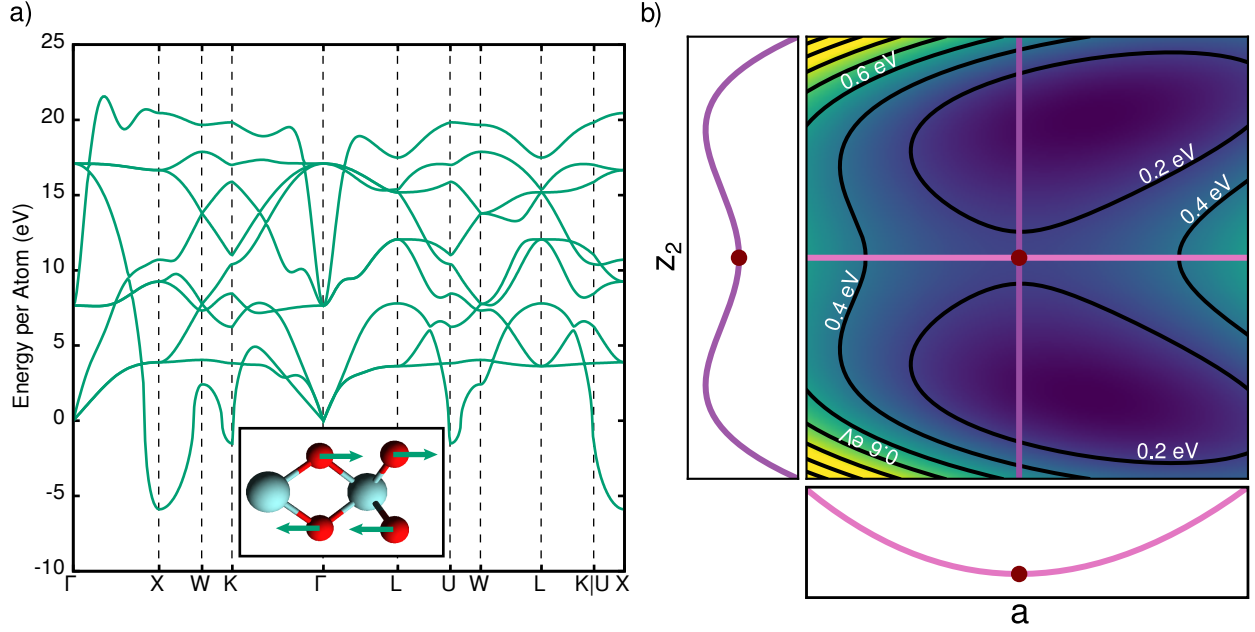 a)
25
20
15
10
5
0
-5
-10
Energy per Atom (eV)
Γ X W K Γ L U W L K|U X
b)
z2
0.6 eV
0.2 eV
0.4 eV
0.4 eV
0.6 eV
0.2 eV
a